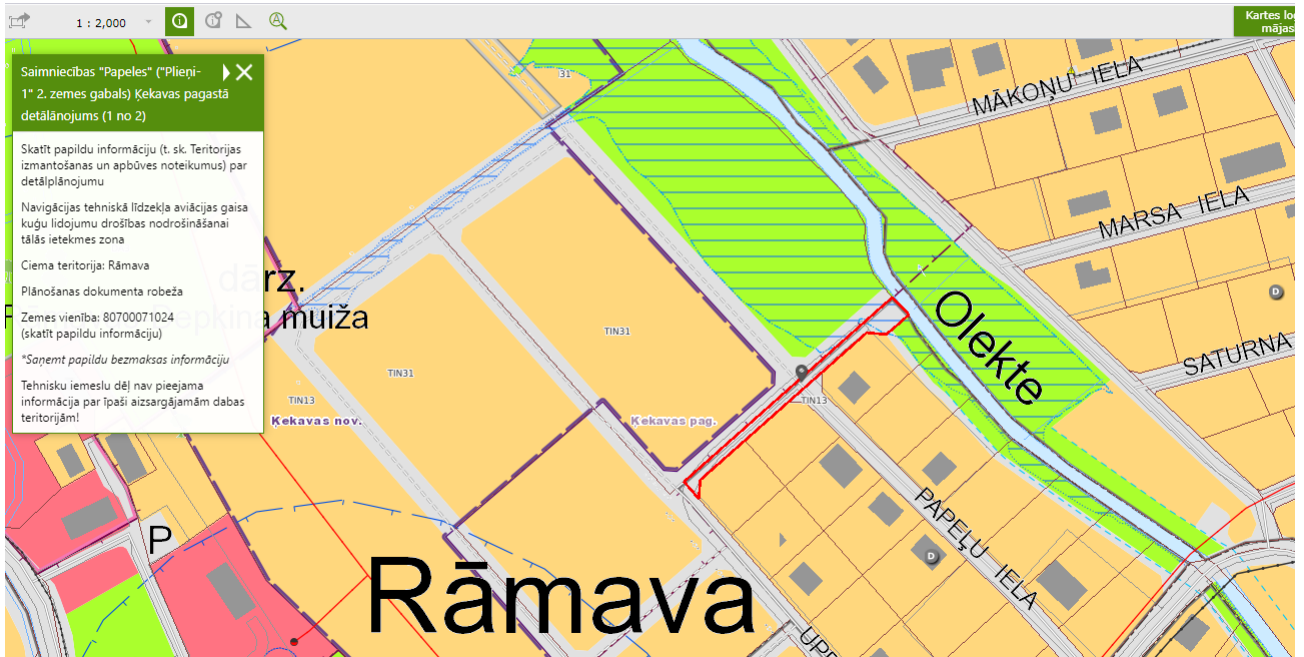 1 : 2,000
Kartes log
mājas
Saimniecības "Papeles" ("Plieņi-
1" 2. zemes gabals) Ķekavas pagastā
detālānojums (1 no 2)
Skatīt papildu informāciju (t. sk. Teritorijas
izmantošanas un apbūves noteikumus) par
detālplānojumu
Navigācijas tehniskā līdzekļa aviācijas gaisa
kuģu lidojumu drošības nodrošināšanai
tālās ietekmes zona
Ciema teritorija: Rāmava
Plānošanas dokumenta robeža
Zemes vienība: 80700071024
(skatīt papildu informāciju)
*Saņemt papildu bezmaksas informāciju
Tehnisku iemeslu dēļ nav pieejama
informācija par īpaši aizsargājamām dabas
teritorijām!
31
MĀKOŅU IELA
MARSA IELA
D
SATURNA
Olekte
dārz.
epkina muiža
TIN31
TIN31
TIN13
TIN13
Ķekavas nov.
Ķekavas pag.
P
PAPEĻU IELA
D
Rāmava